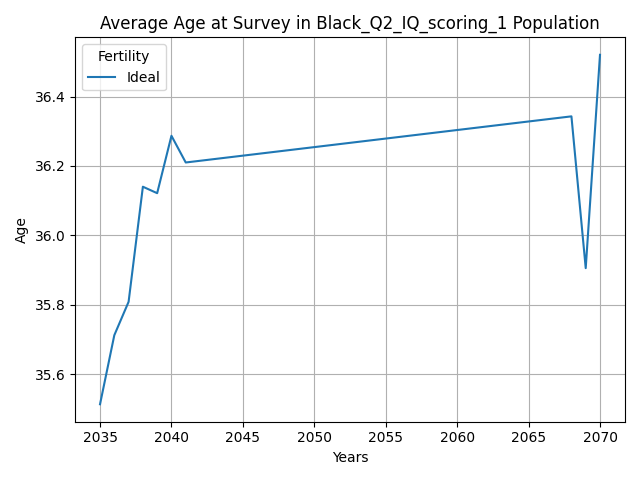 Average Age at Survey in Black_Q2_IQ_scoring_1 Population
Fertility
Ideal
36.4
36.2
36.0
35.8
35.6
Age
2035
2040
2045
2050
2055
2060
2065
2070
Years